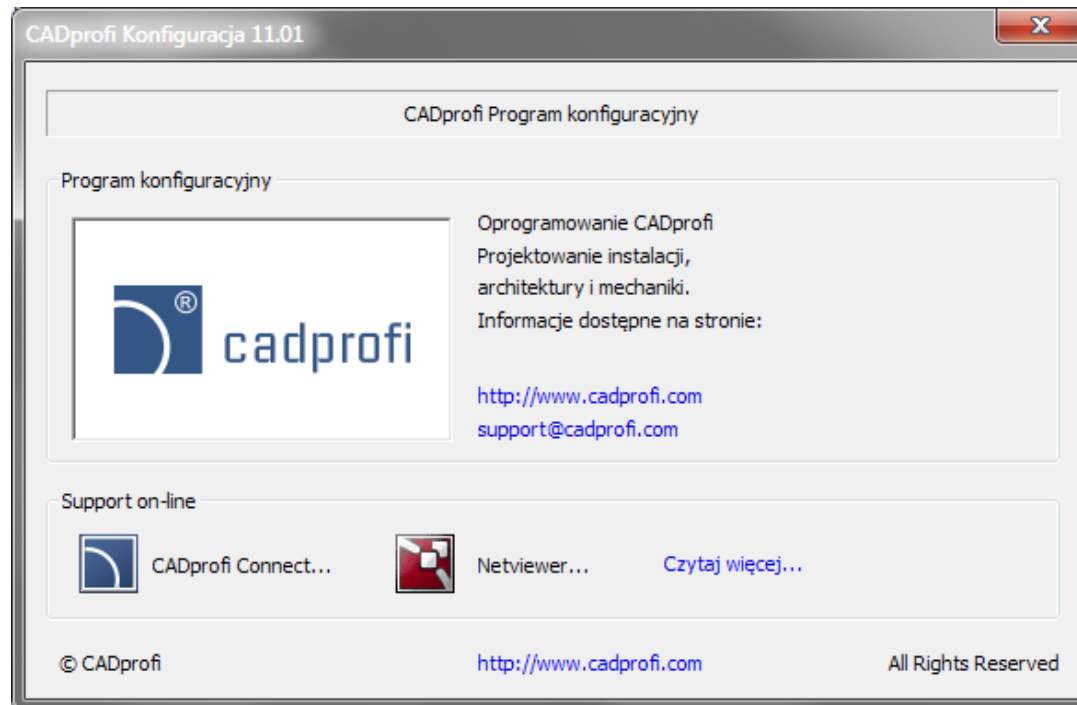 CADprofi Konfiguracja 11.01
CADprofi Program konfiguracyjny
Program konfiguracyjny
® cadprofi
Oprogramowanie CADprofi
Projektowanie instalacji,
architektury i mechaniki.
Informacje dostępne na stronie:
http://www.cadprofi.com
support@cadprofi.com
Support on-line
CADprofi Connect...
Netviewer...
Czytaj więcej...
© CADprofi
http://www.cadprofi.com
All Rights Reserved